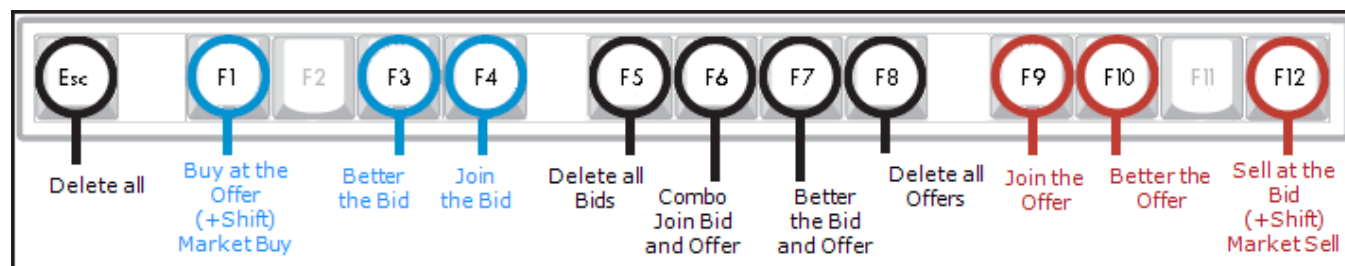 Esc F1 F2 F3 F4 F5 F6 F7 F8 F9 F10 F11 F12
Delete all
Buy at the
Offer
(+Shift)
Market Buy
Better
the Bid
Join
the Bid
Delete all
Bids
Combo
Join Bid
and Offer
Better
the Bid
and Offer
Delete all
Offers
Join the
Offer
Better the
Offer
Sell at the
Bid
(+Shift)
Market Sell